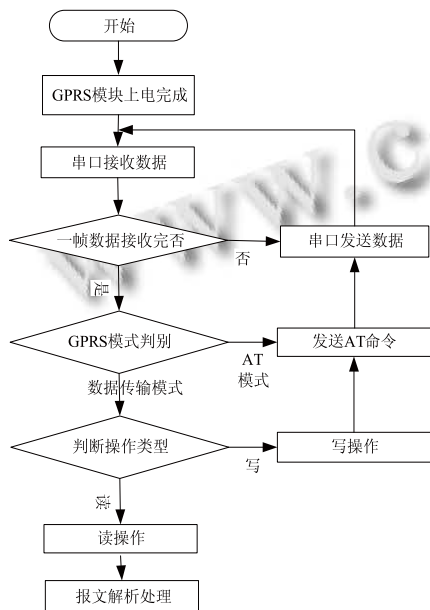 开始
GPRS模块上电完成
串口接收数据
一帧数据接收完否
否
串口发送数据
是
GPRS模式判别
AT
模式
发送AT命令
数据传输模式
判断操作类型
写
写操作
读
读操作
报文解析处理
www.c